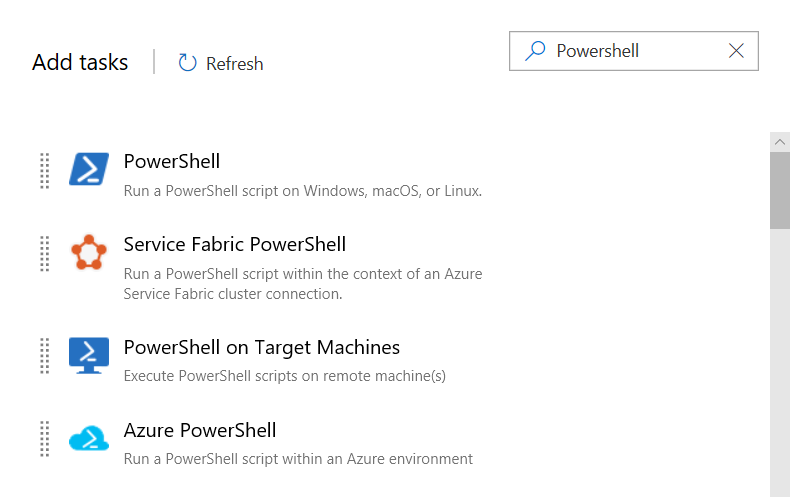 Add tasks
Refresh
Powershell
PowerShell
Run a PowerShell script on Windows, macOS, or Linux.
Service Fabric PowerShell
Run a PowerShell script within the context of an Azure
Service Fabric cluster connection.
PowerShell on Target Machines
Execute PowerShell scripts on remote machine(s)
Azure PowerShell
Run a PowerShell script within an Azure environment